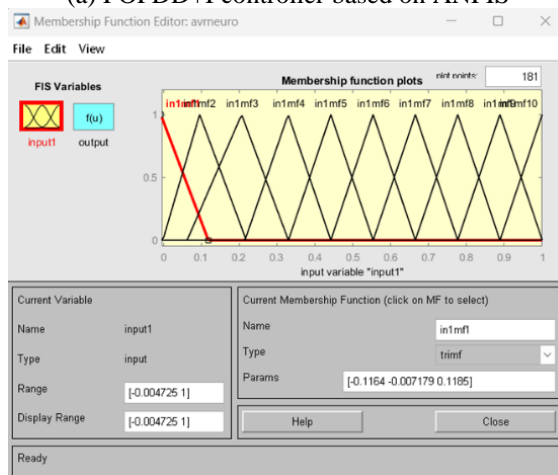 (a) FOPDD+I controller based on ANFIS
Membership Function Editor: avrneuro
File Edit View
FIS Variables
Membership function plots plot points: 181
f(u)
input1 output
in1mf1 in1mf2 in1mf3 in1mf4 in1mf5 in1mf6 in1mf7 in1mf8 in1mf9 in1mf10
1
0.5
0
0 0.1 0.2 0.3 0.4 0.5 0.6 0.7 0.8 0.9 1
input variable "input1"
Current Variable
Name input1
Type input
Range [-0.004725 1]
Display Range [-0.004725 1]
Current Membership Function (click on MF to select)
Name in1mf1
Type trimf
Params [-0.1164 -0.007179 0.1185]
Help Close
Ready